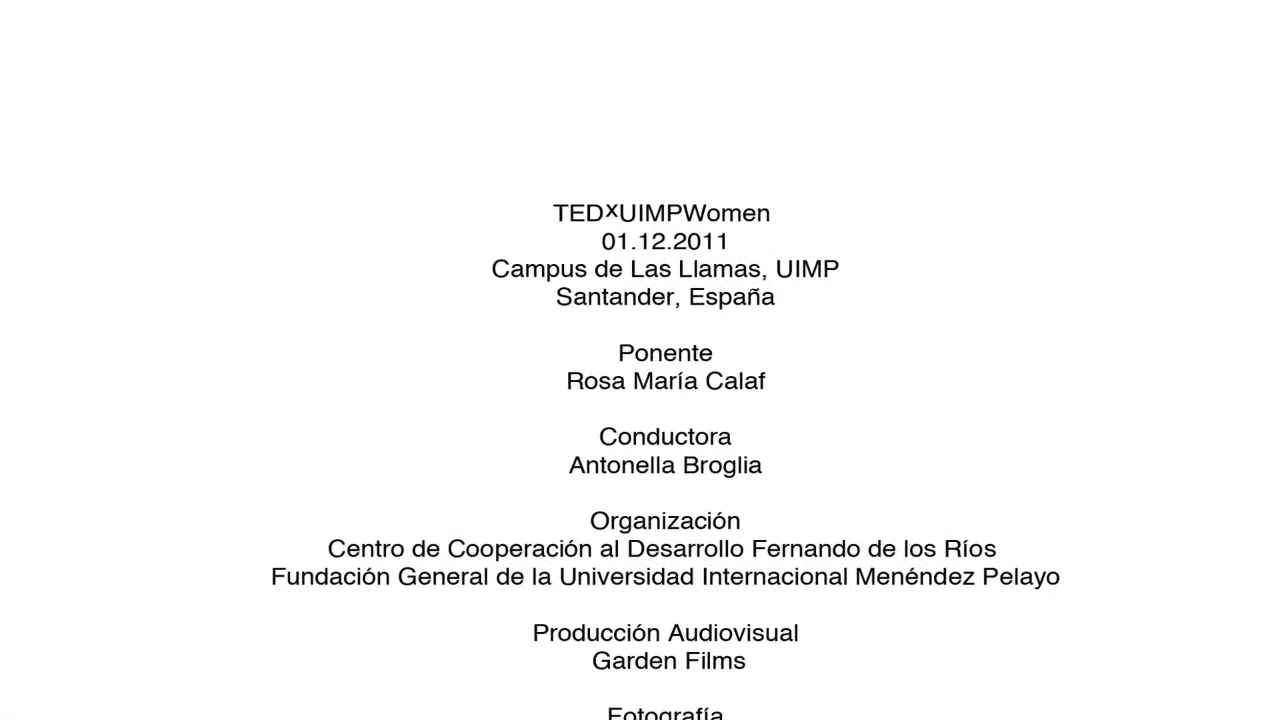 TEDxUIMPWomen
01.12.2011
Campus de Las Llamas, UIMP
Santander, España
Ponente
Rosa María Calaf
Conductora
Antonella Broglia
Organización
Centro de Cooperación al Desarrollo Fernando de los Ríos
Fundación General de la Universidad Internacional Menéndez Pelayo
Producción Audiovisual
Garden Films
Fotografía